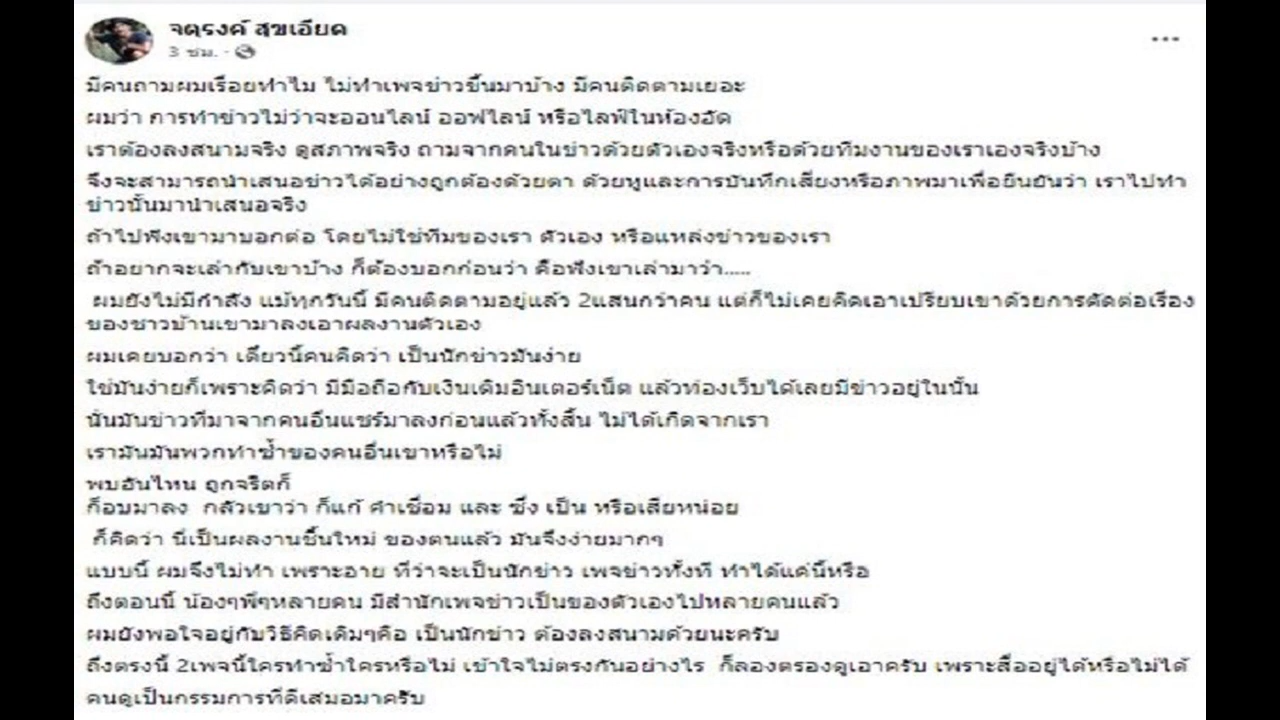 จตุรงค์ สุขเอียด
3 ชม. ·
มีคนถามผมเรื่อยทำไม ไม่ทำเพจข่าวขึ้นมาบ้าง มีคนติดตามเยอะ
ผมว่า การทำข่าวไม่ว่าจะออนไลน์ ออฟไลน์ หรือไลฟ์ในห้องอัด
เราต้องลงสนามจริง ดูสภาพจริง ถามจากคนในข่าวด้วยตัวเองจริงหรือด้วยทีมงานของเราเองจริงบ้าง
จึงจะสามารถนำเสนอข่าวได้อย่างถูกต้องด้วยตา ด้วยหูและการบันทึกเสียงหรือภาพมาเพื่อยืนยันว่า เราไปทำ
ข่าวนั้นมานำเสนอจริง
ถ้าไปฟังเขามาบอกต่อ โดยไม่ใช่ทีมของเรา ตัวเอง หรือแหล่งข่าวของเรา
ถ้าอยากจะเล่ากับเขาบ้าง ก็ต้องบอกก่อนว่า คือฟังเขาเล่ามาว่า.....
ผมยังไม่มีกำลัง แม้ทุกวันนี้ มีคนติดตามอยู่แล้ว 2แสนกว่าคน แต่ก็ไม่เคยคิดเอาเปรียบเขาด้วยการตัดต่อเรื่อง
ของชาวบ้านเขามาลงเอาผลงานตัวเอง
ผมเคยบอกว่า เดี๋ยวนี้คนคิดว่า เป็นนักข่าวมันง่าย
ใช่มันง่ายก็เพราะคิดว่า มีมือถือกับเงินเติมอินเตอร์เน็ต แล้วท่องเว็บได้เลยมีข่าวอยู่ในนั้น
นั่นมันข่าวที่มาจากคนอื่นแชร์มาลงก่อนแล้วทั้งสิ้น ไม่ได้เกิดจากเรา
เรามันมันพวกทำซ้ำของคนอื่นเขาหรือไม่
พบอันไหน ถูกจริตก็
ก็อบมาลง กลัวเขาว่า ก็แก้ คำเชื่อม และ ซึ่ง เป็น หรือเสียหน่อย
ก็คิดว่า นี่เป็นผลงานชิ้นใหม่ ของตนแล้ว มันจึงง่ายมากๆ
แบบนี้ ผมจึงไม่ทำ เพราะอาย ที่ว่าจะเป็นนักข่าว เพจข่าวทั้งที ทำได้แค่นี้หรือ
ถึงตอนนี้ น้องๆพี่ๆหลายคน มีสำนักเพจข่าวเป็นของตัวเองไปหลายคนแล้ว
ผมยังพอใจอยู่กับวิธีคิดเดิมๆคือ เป็นนักข่าว ต้องลงสนามด้วยนะครับ
ถึงตรงนี้ 2เพจนี้ใครทำซ้ำใครหรือไม่ เข้าใจไม่ตรงกันอย่างไร ก็ลองตรองดูเอาครับ เพราะสื่ออยู่ได้หรือไม่ได้
คนดูเป็นกรรมการที่ดีเสมอมาครับ